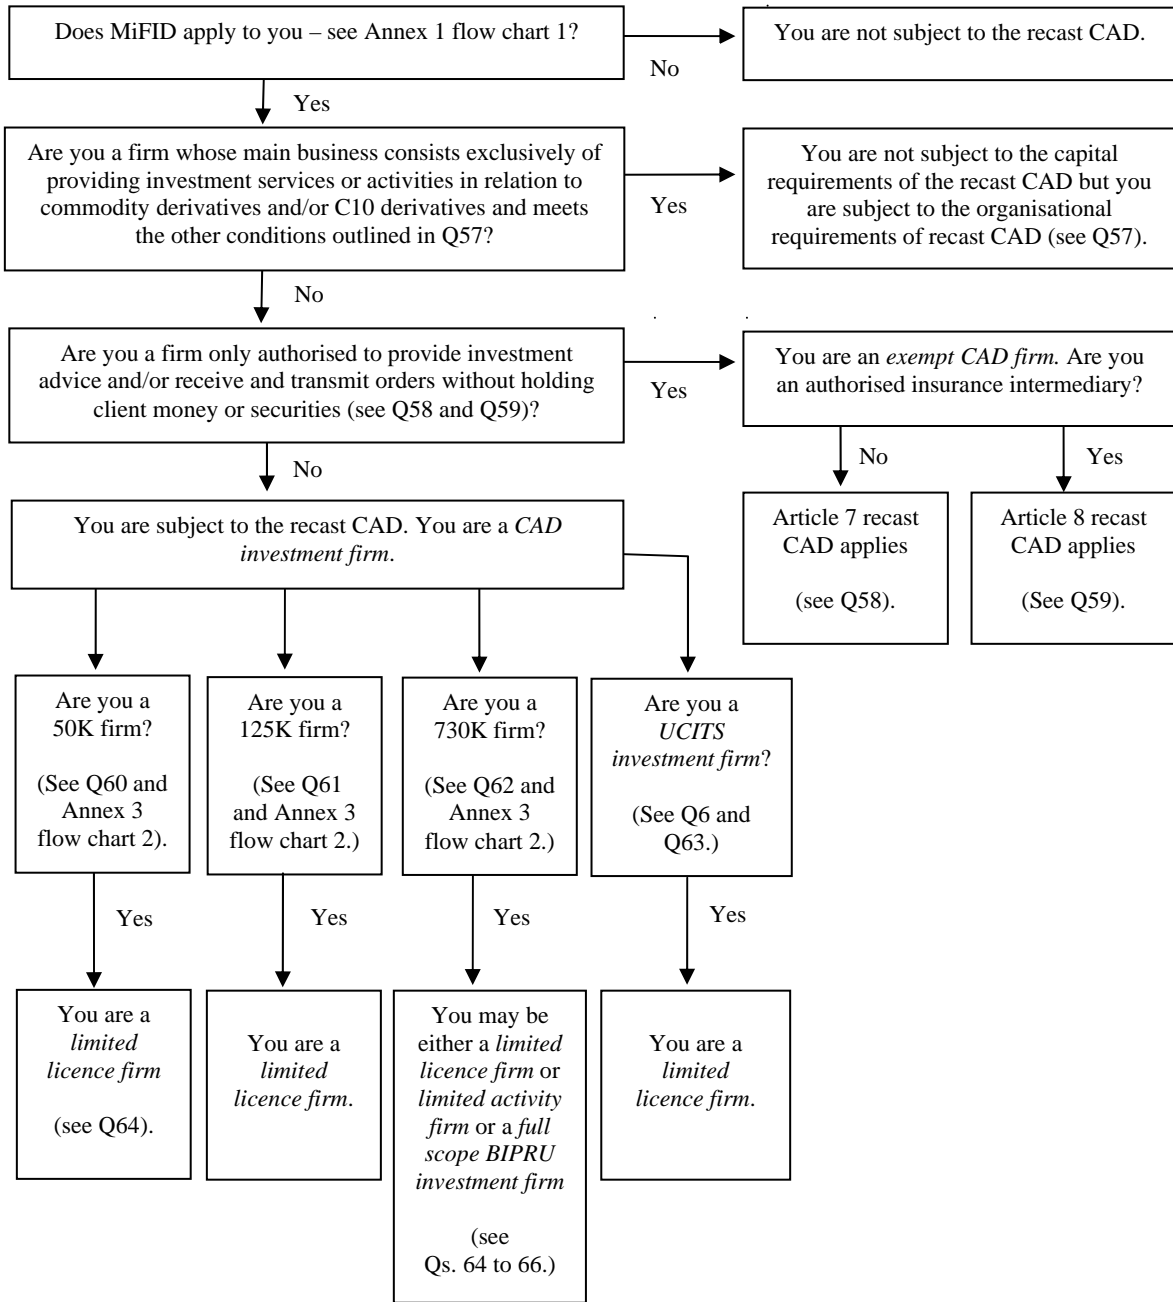 Does MiFID apply to you – see Annex 1 flow chart 1?
No
You are not subject to the recast CAD.
Yes
Are you a firm whose main business consists exclusively of
providing investment services or activities in relation to
commodity derivatives and/or C10 derivatives and meets
the other conditions outlined in Q57?
Yes
You are not subject to the capital
requirements of the recast CAD but you
are subject to the organisational
requirements of recast CAD (see Q57).
No
Are you a firm only authorised to provide investment
advice and/or receive and transmit orders without holding
client money or securities (see Q58 and Q59)?
Yes
You are an exempt CAD firm. Are you
an authorised insurance intermediary?
No
Yes
Article 7 recast
CAD applies
(see Q58).
Article 8 recast
CAD applies
(See Q59).
No
You are subject to the recast CAD. You are a CAD
investment firm.
Are you a
50K firm?
(See Q60 and
Annex 3
flow chart 2).
Are you a
125K firm?
(See Q61
and Annex 3
flow chart 2.)
Are you a
730K firm?
(See Q62 and
Annex 3
flow chart 2.)
Are you a
UCITS
investment firm?
(See Q6 and
Q63.)
Yes
Yes
Yes
Yes
You are a
limited
licence firm
(see Q64).
You are a
limited
licence firm.
You may be
either a limited
licence firm or
limited activity
firm or a full
scope BIPRU
investment firm
(see
Qs. 64 to 66.)
You are a
limited
licence firm.